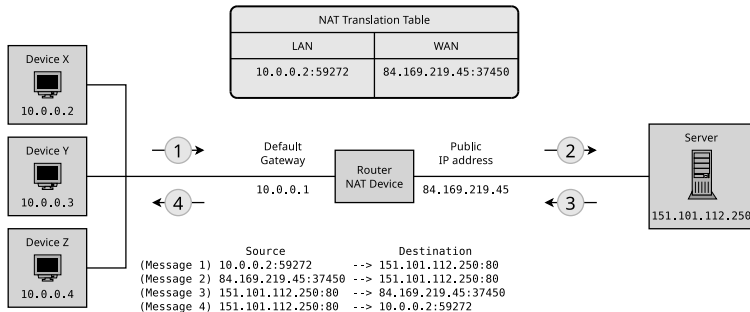 NAT Translation Table
LAN WAN
10.0.0.2:59272 84.169.219.45:37450
Device X
10.0.0.2
Device Y
10.0.0.3
Device Z
10.0.0.4
1
4
Default
Gateway
10.0.0.1
Router
NAT Device
Public
IP address
84.169.219.45
2
3
Server
151.101.112.250
Source Destination
(Message 1) 10.0.0.2:59272 --> 151.101.112.250:80
(Message 2) 84.169.219.45:37450 --> 151.101.112.250:80
(Message 3) 151.101.112.250:80 --> 84.169.219.45:37450
(Message 4) 151.101.112.250:80 --> 10.0.0.2:59272